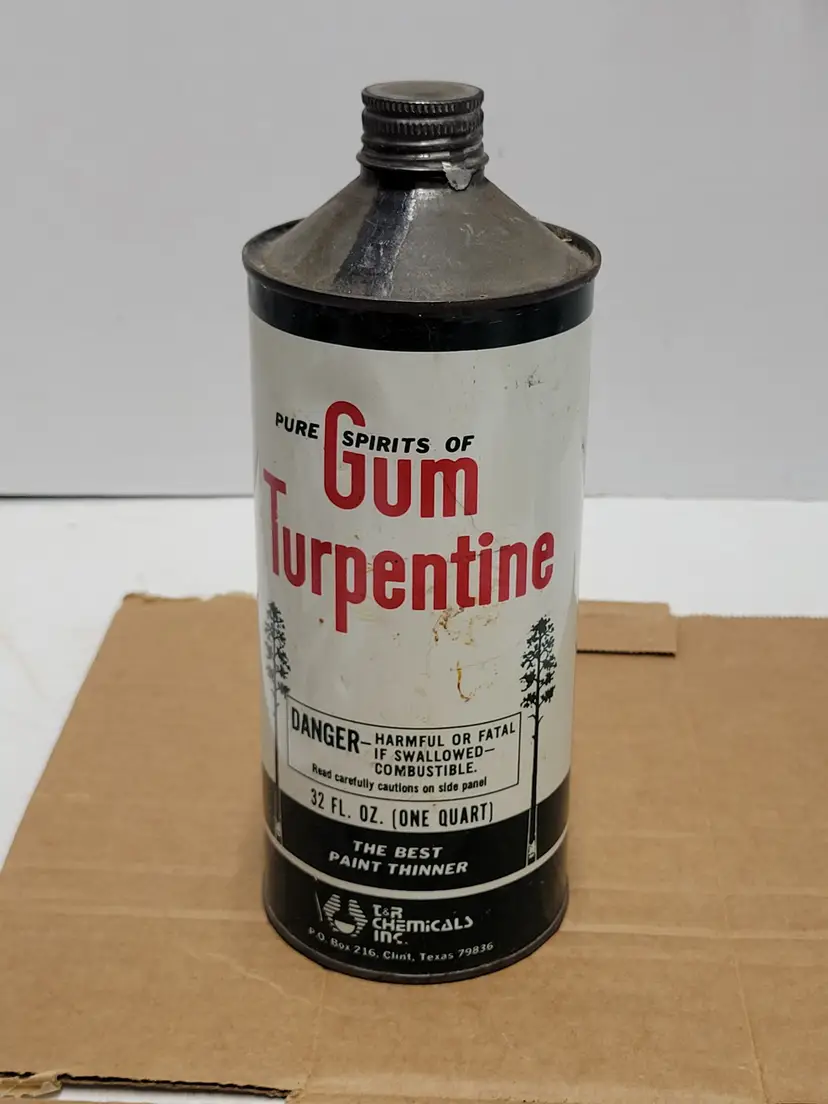 PURE SPIRITS OF
Gum
Turpentine
DANGER–HARMFUL OR FATAL
IF SWALLOWED–
COMBUSTIBLE.
Read carefully cautions on side panel
32 FL. OZ. (ONE QUART)
THE BEST
PAINT THINNER
T&R
CHEMICALS
INC.
P.O. Box 216, Clint, Texas 79836